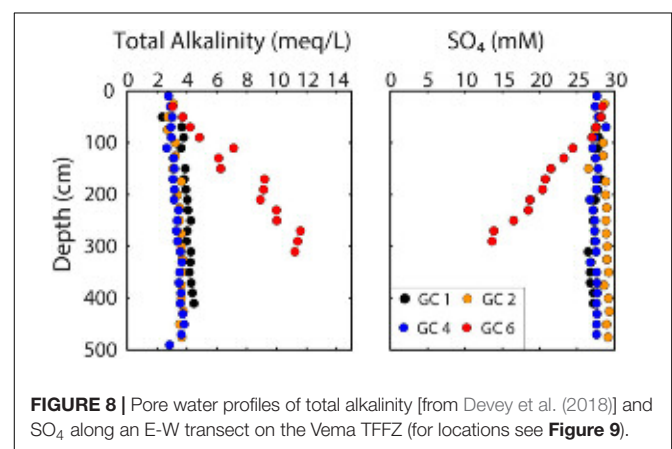 Total Alkalinity (meq/L)
SO₄ (mM)
0 2 4 6 8 10 12 14
0 5 10 15 20 25 30
0
100
200
300
400
500
Depth (cm)
GC 1 GC 2
GC 4 GC 6
FIGURE 8 | Pore water profiles of total alkalinity [from Devey et al. (2018)] and
SO₄ along an E-W transect on the Vema TFFZ (for locations see Figure 9).